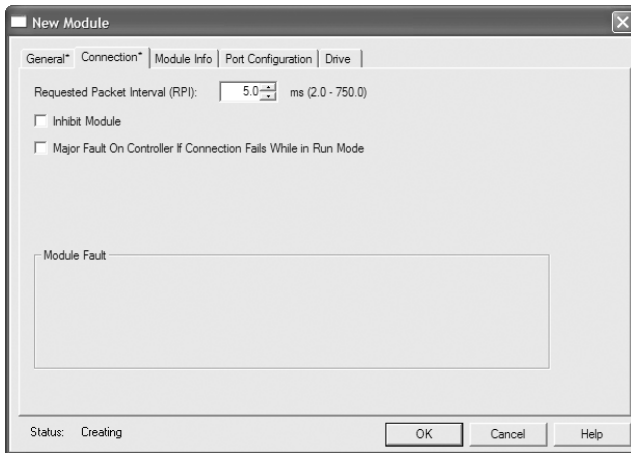 New Module
General* Connection* Module Info Port Configuration Drive
Requested Packet Interval (RPI): 5.0 ms (2.0 - 750.0)
Inhibit Module
Major Fault On Controller If Connection Fails While in Run Mode
Module Fault
Status: Creating OK Cancel Help